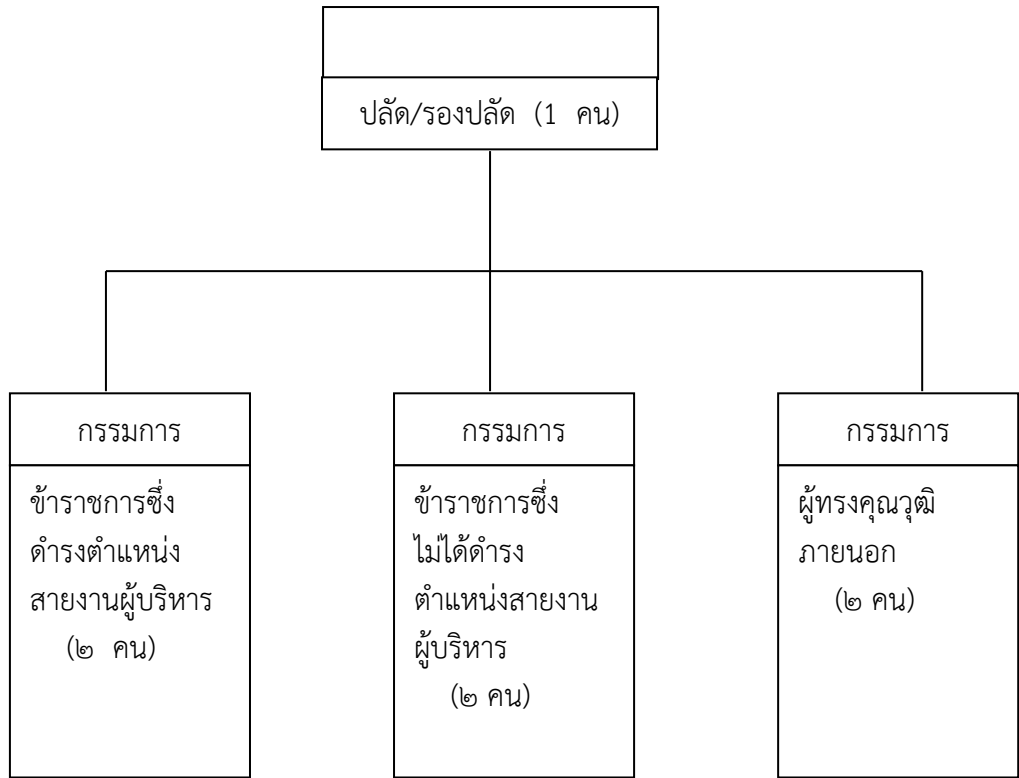 ปลัด/รองปลัด (1 คน)
กรรมการ
ข้าราชการซึ่ง
ดำรงตำแหน่ง
สายงานผู้บริหาร
(๒ คน)
กรรมการ
ข้าราชการซึ่ง
ไม่ได้ดำรง
ตำแหน่งสายงาน
ผู้บริหาร
(๒ คน)
กรรมการ
ผู้ทรงคุณวุฒิ
ภายนอก
(๒ คน)